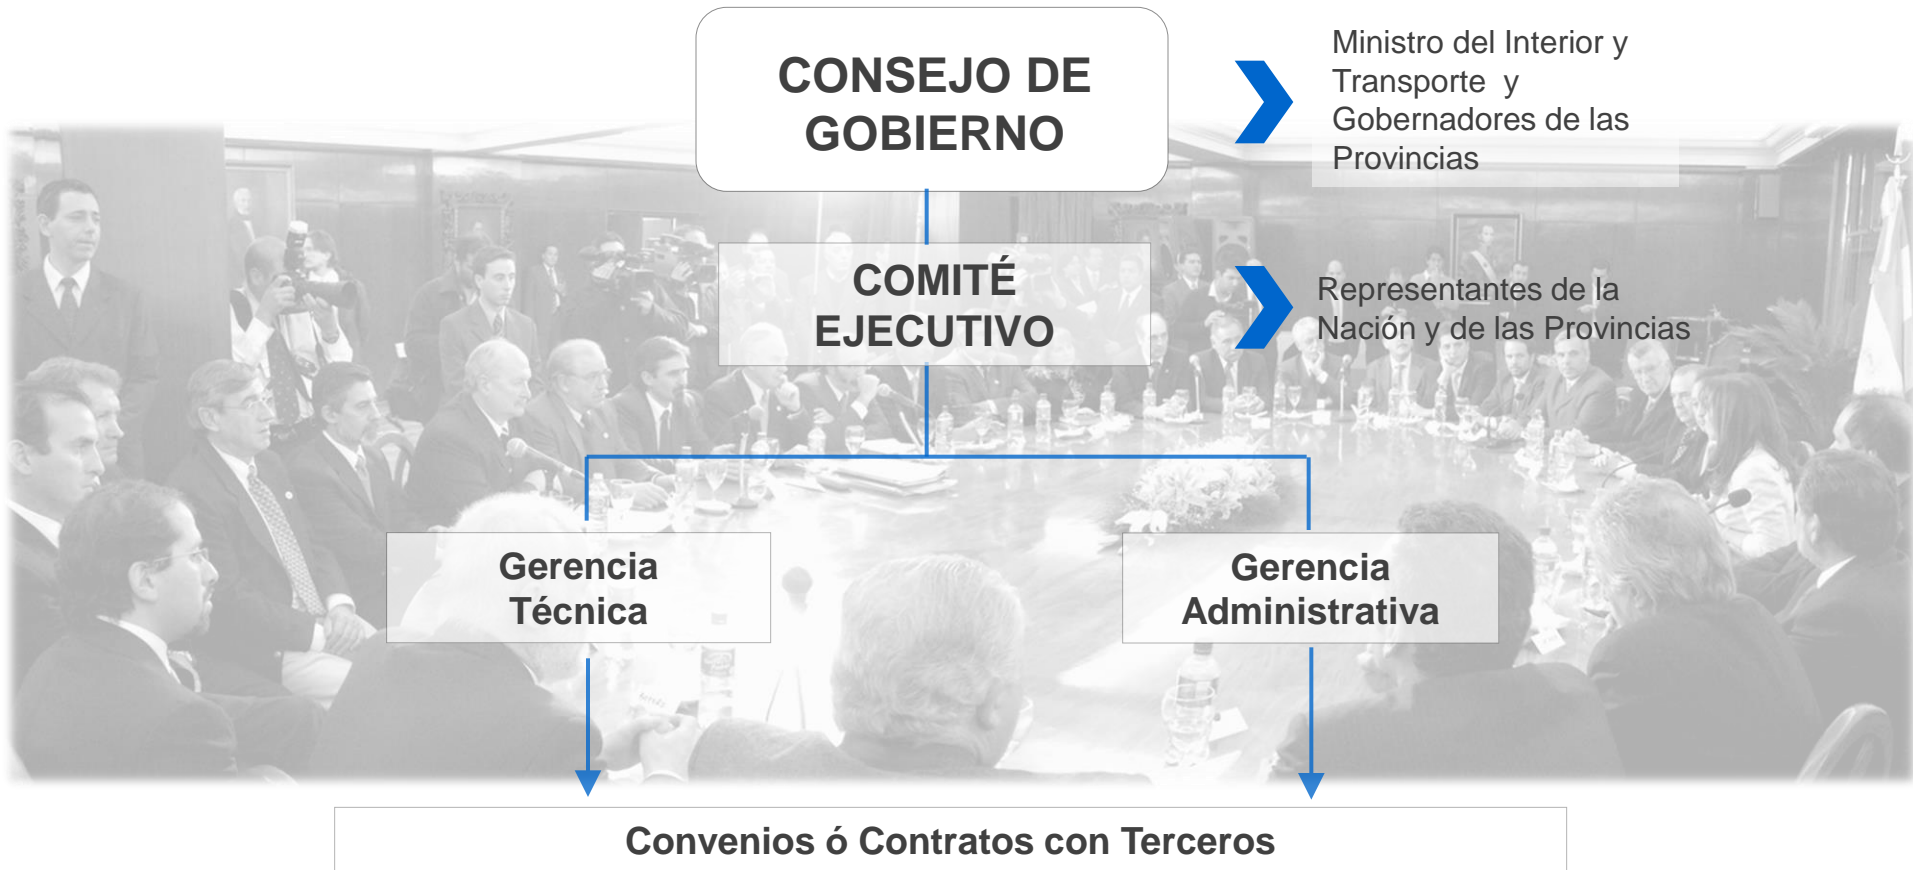 CONSEJO DE
GOBIERNO
Ministro del Interior y
Transporte y
Gobernadores de las
Provincias
COMITÉ
EJECUTIVO
Representantes de la
Nación y de las Provincias
Gerencia
Técnica
Gerencia
Administrativa
Convenios ó Contratos con Terceros